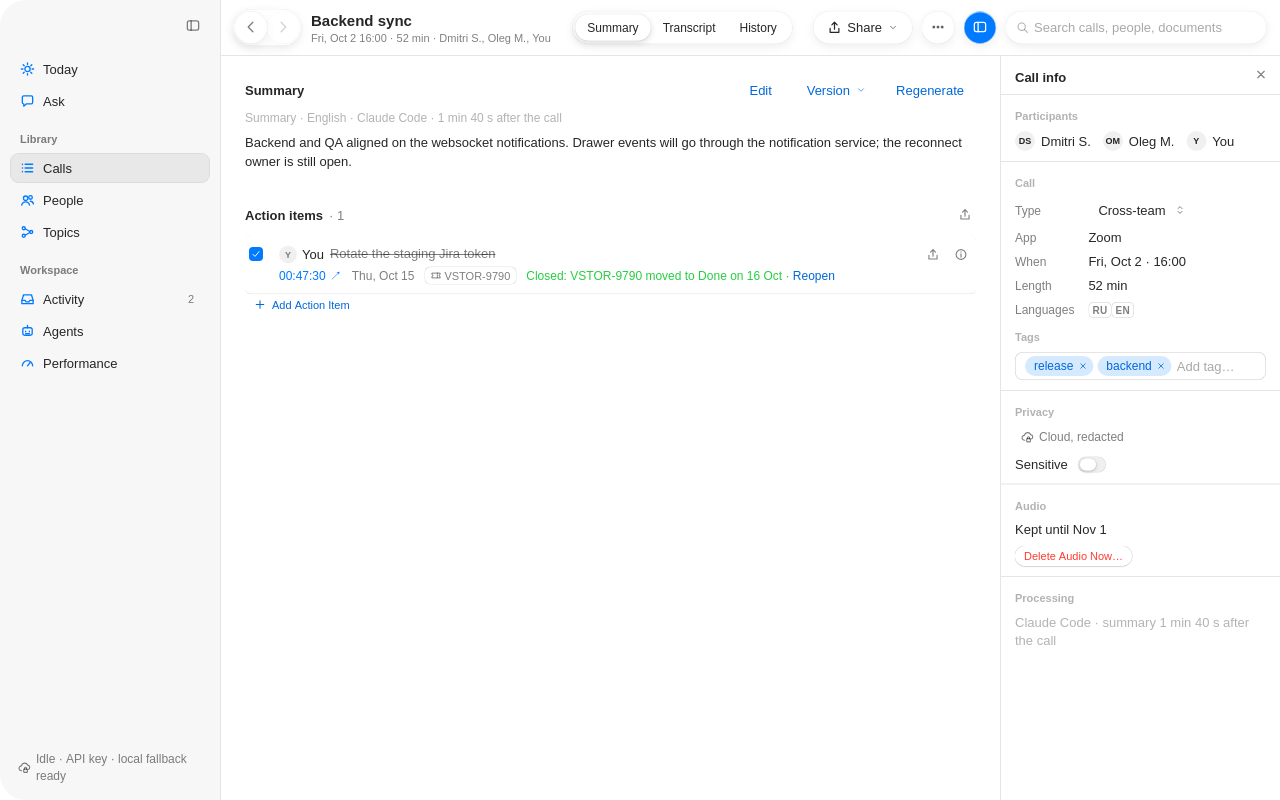 Today
Ask
Library
Calls
People
Topics
Workspace
Activity 2
Agents
Performance
Idle · API key · local fallback
ready
Backend sync
Fri, Oct 2 16:00 · 52 min · Dmitri S., Oleg M., You
Summary Transcript History
Share
Search calls, people, documents
Summary
Edit Version Regenerate
Summary · English · Claude Code · 1 min 40 s after the call
Backend and QA aligned on the websocket notifications. Drawer events will go through the notification service; the reconnect
owner is still open.
Action items · 1
Y You Rotate the staging Jira token
00:47:30 Thu, Oct 15 VSTOR-9790 Closed: VSTOR-9790 moved to Done on 16 Oct · Reopen
Add Action Item
Call info
Participants
DS Dmitri S. OM Oleg M. Y You
Call
Type Cross-team
App Zoom
When Fri, Oct 2 · 16:00
Length 52 min
Languages RU EN
Tags
release backend Add tag…
Privacy
Cloud, redacted
Sensitive
Audio
Kept until Nov 1
Delete Audio Now…
Processing
Claude Code · summary 1 min 40 s after
the call